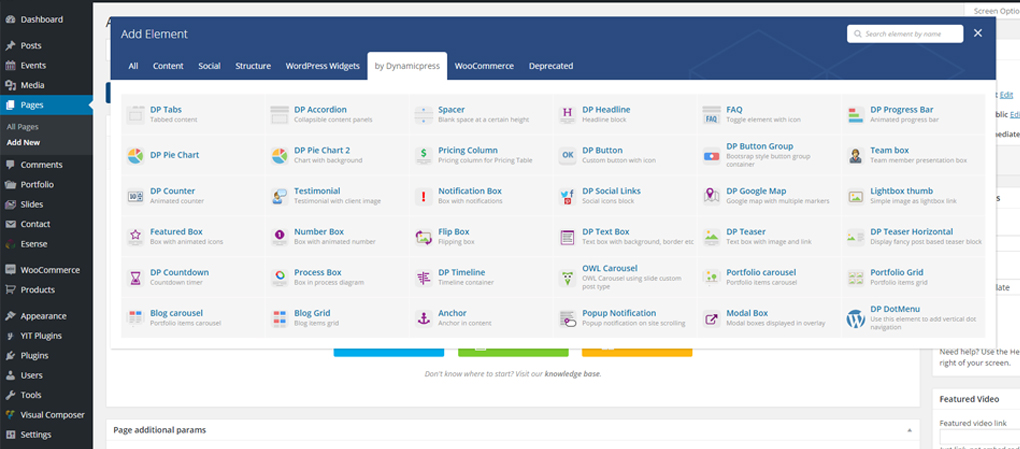 Screen Optio
Dashboard
Posts
Events
Media
Pages
All Pages
Add New
Comments
Portfolio
Slides
Contact
Esense
WooCommerce
Products
Appearance
YIT Plugins
Plugins
Users
Tools
Visual Composer
Settings
Add Element
Search element by name
All Content Social Structure WordPress Widgets by Dynamicpress WooCommerce Deprecated
DP Tabs
Tabbed content
DP Accordion
Collapsible content panels
Spacer
Blank space at a certain height
DP Headline
Headline block
FAQ
Toggle element with icon
DP Progress Bar
Animated progress bar
DP Pie Chart
DP Pie Chart 2
Chart with background
Pricing Column
Pricing column for Pricing Table
OK
DP Button
Custom button with icon
DP Button Group
Bootsrap style button group
container
Team box
Team member presentation box
DP Counter
Animated counter
Testimonial
Testimonial with client image
Notification Box
Box with notifications
DP Social Links
Social icons block
DP Google Map
Google map with multiple markers
Lightbox thumb
Simple image as lightbox link
Featured Box
Box with animated icons
Number Box
Box with animated number
Flip Box
Flipping box
DP Text Box
Text box with background, border etc
DP Teaser
Text box with image and link
DP Teaser Horizontal
Display fancy post based teaser block
DP Countdown
Countdown timer
Process Box
Box in process diagram
DP Timeline
Timeline container
OWL Carousel
OWL Carousel using slide custom
post type
Portfolio carousel
Portfolio items carousel
Portfolio Grid
Portfolio items grid
Blog carousel
Portfolio items carousel
Blog Grid
Blog items grid
Anchor
Anchor in content
Popup Notification
Popup notification on site scrolling
Modal Box
Modal boxes displayed in overlay
DP DotMenu
Use this element to add vertical dot
navigation
Edit
blic Edi
mediate
s
late
Don't know where to start? Visit our knowledge base.
Need help? Use the He
right of your screen.
Page additional params
Featured Video
Featured video link